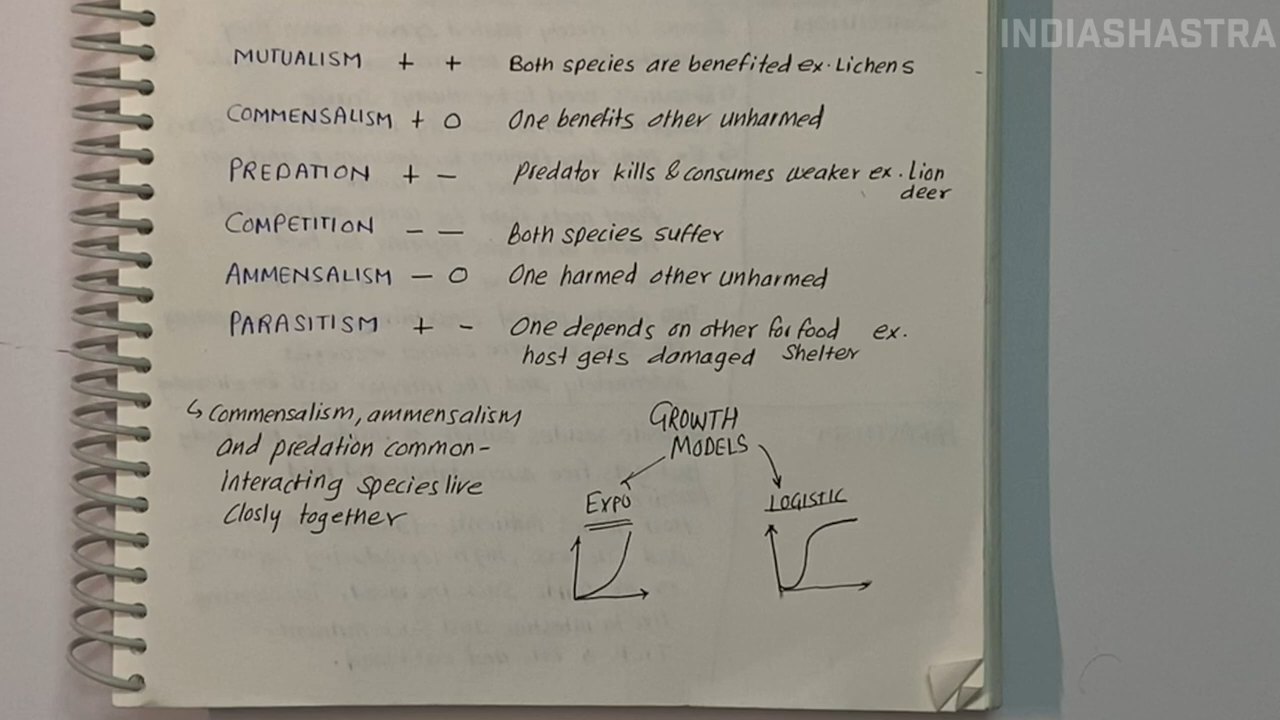 INDIASHASTRA
MUTUALISM + + Both species are benefited ex. Lichens
COMMENSALISM + O One benefits other unharmed
PREDATION + - Predator kills & consumes weaker ex. lion
deer
COMPETITION - - Both species suffer
AMMENSALISM - O One harmed other unharmed
PARASITISM + - One depends on other for food ex.
host gets damaged Shelter
↳ Commensalism, ammensalism
and predation common-
Interacting species live
Closly together
GROWTH
MODELS
EXPO
LOGISTIC